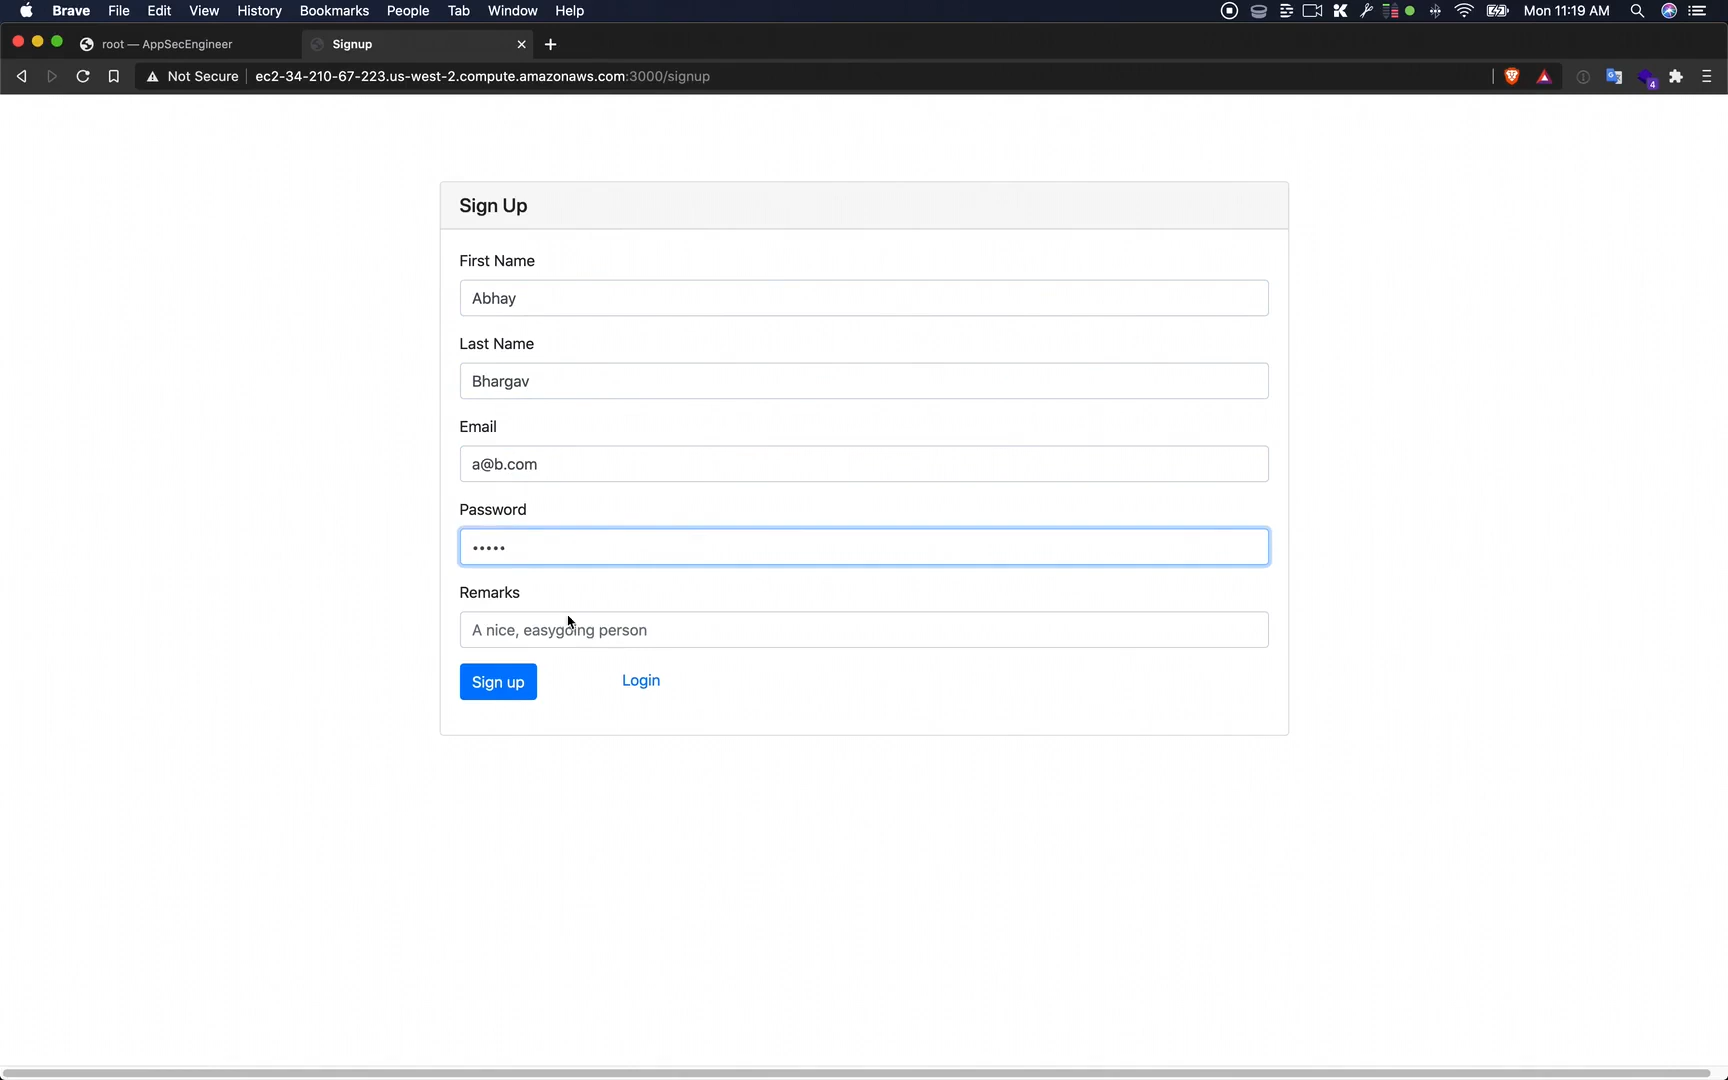 Brave File Edit View History Bookmarks People Tab Window Help Mon 11:19 AM
root — AppSecEngineer Signup
Not Secure ec2-34-210-67-223.us-west-2.compute.amazonaws.com:3000/signup 4
Sign Up
First Name
Abhay
Last Name
Bhargav
Email
a@b.com
Password
•••••
Remarks
A nice, easygoing person
Sign up Login